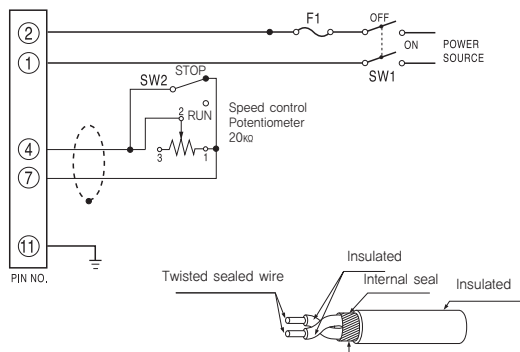 F1
OFF
ON
POWER
SOURCE
SW1
2
1
STOP
SW2
RUN
2
3
1
Speed control
Potentiometer
20KΩ
4
7
11
PIN NO.
Insulated
Twisted sealed wire
Internal seal
Insulated